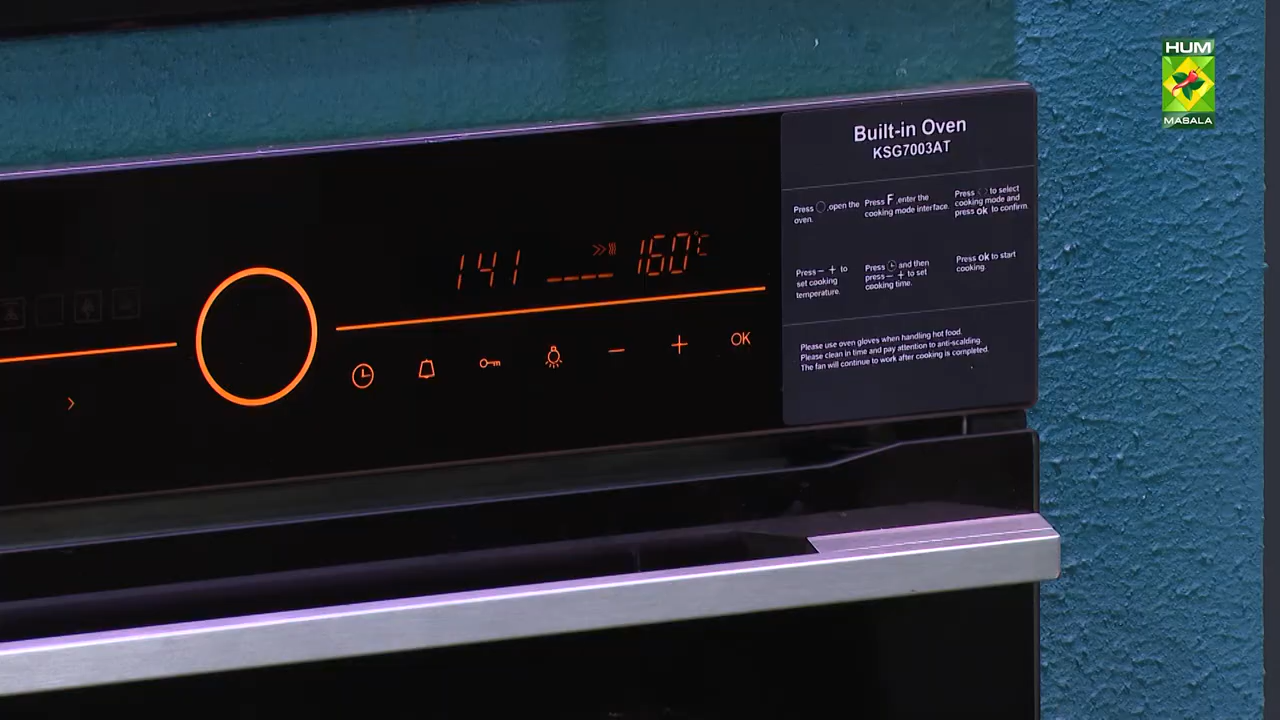 HUM
MASALA
Built-in Oven
KSG7003AT
Press , open the
oven.
Press F ,enter the
cooking mode interface.
Press to select
cooking mode and
press ok to confirm.
Press − + to
set cooking
temperature.
Press and then
press − + to set
cooking time.
Press ok to start
cooking.
Please use oven gloves when handling hot food.
Please clean in time and pay attention to anti-scalding.
The fan will continue to work after cooking is completed.
141 160°C
− + OK